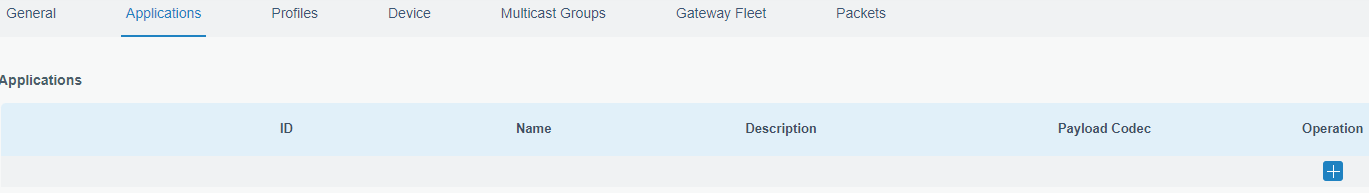 General Applications Profiles Device Multicast Groups Gateway Fleet Packets
Applications
ID Name Description Payload Codec Operation